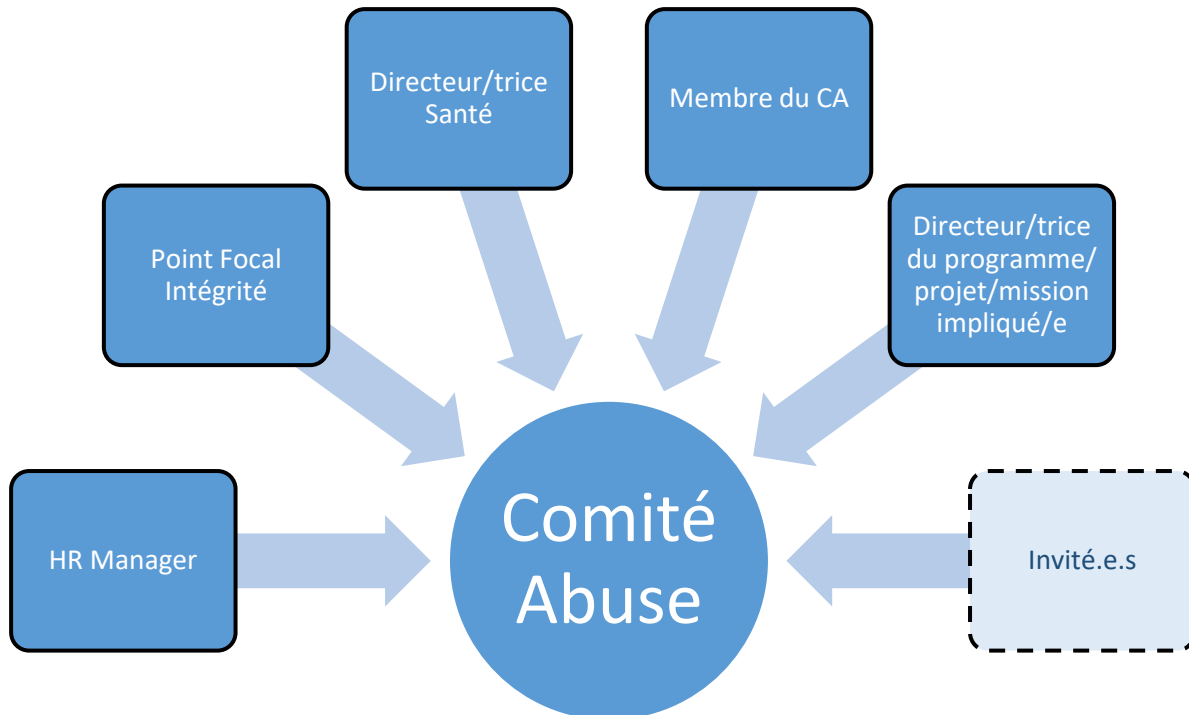 Directeur/trice
Santé
Membre du CA
Point Focal
Intégrité
Directeur/trice
du programme/
projet/mission
impliqué/e
HR Manager
Comité
Abuse
Invité.e.s